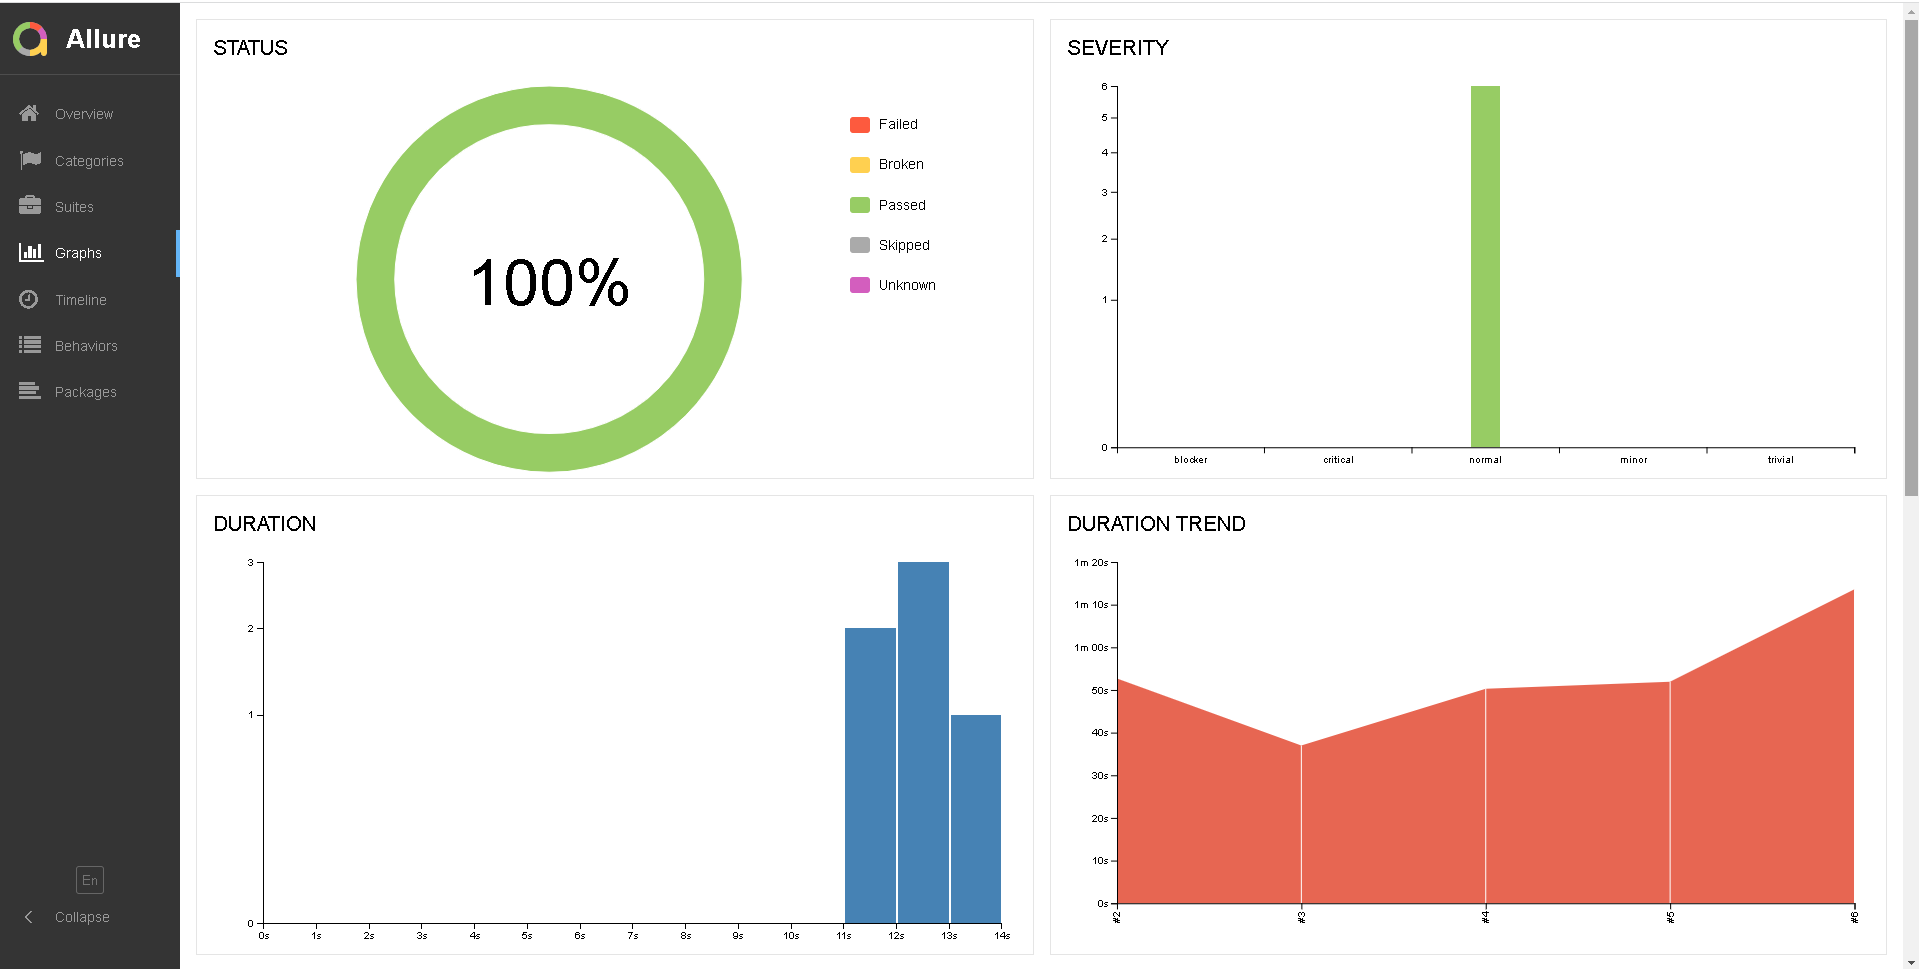 Allure
Overview
Categories
Suites
Graphs
Timeline
Behaviors
Packages
En
Collapse
STATUS
100%
Failed
Broken
Passed
Skipped
Unknown
SEVERITY
6
5
4
3
2
1
0
blocker critical normal minor trivial
DURATION
3
2
1
0
0s 1s 2s 3s 4s 5s 6s 7s 8s 9s 10s 11s 12s 13s 14s
DURATION TREND
1m 20s
1m 10s
1m 00s
50s
40s
30s
20s
10s
0s
#2 #3 #4 #5 #6